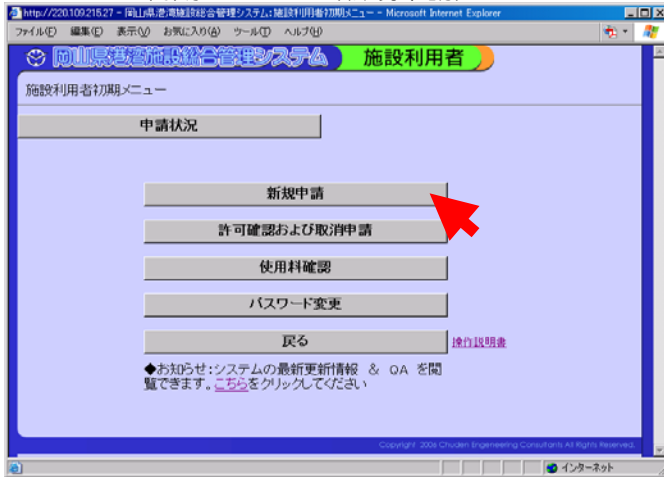 http://220.109.215.27 - 岡山県港湾施設総合管理システム:施設利用者初期メニュー - Microsoft Internet Explorer
ファイル(F) 編集(E) 表示(V) お気に入り(A) ツール(T) ヘルプ(H)
岡山県港湾施設総合管理システム 施設利用者
施設利用者初期メニュー
申請状況
新規申請
許可確認および取消申請
使用料確認
パスワード変更
戻る 操作説明書
◆お知らせ:システムの最新更新情報 & QA を閲
覧できます。こちらをクリックしてください
Copyright 2006 Chuden Engineering Consultants All Rights Reserved.
インターネット